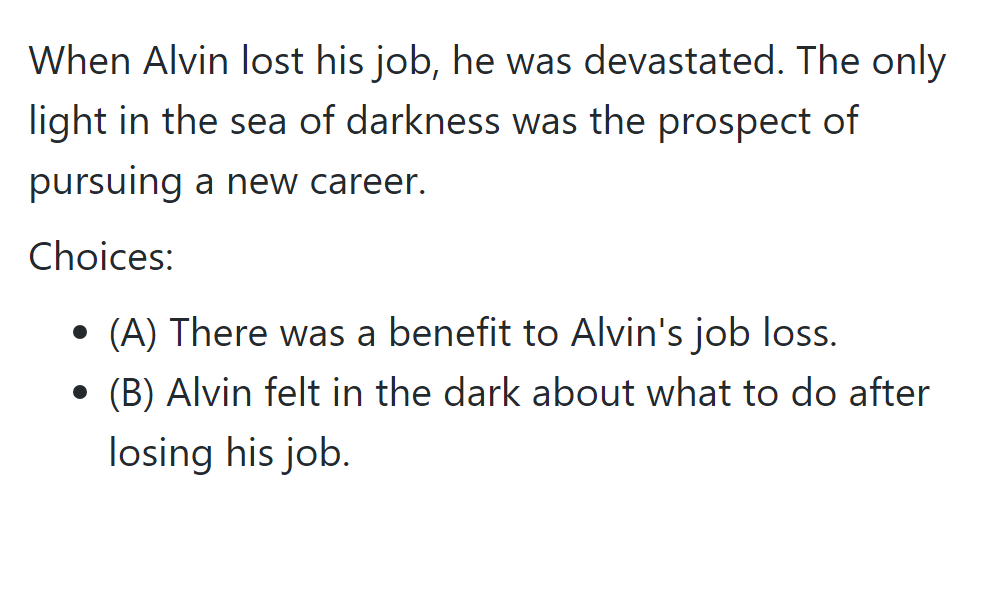 When Alvin lost his job, he was devastated. The only
light in the sea of darkness was the prospect of
pursuing a new career.
Choices:
• (A) There was a benefit to Alvin's job loss.
• (B) Alvin felt in the dark about what to do after
losing his job.